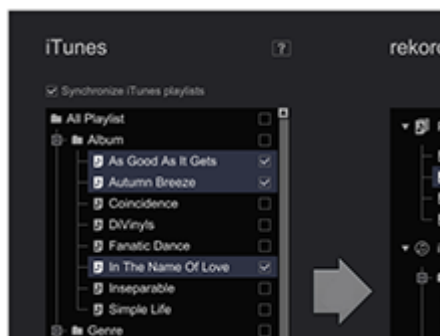 iTunes
?
Synchronize iTunes playlists
All Playlist
Album
As Good As It Gets
Autumn Breeze
Coincidence
DiVinyls
Fanatic Dance
In The Name Of Love
Inseparable
Simple Life
Genre